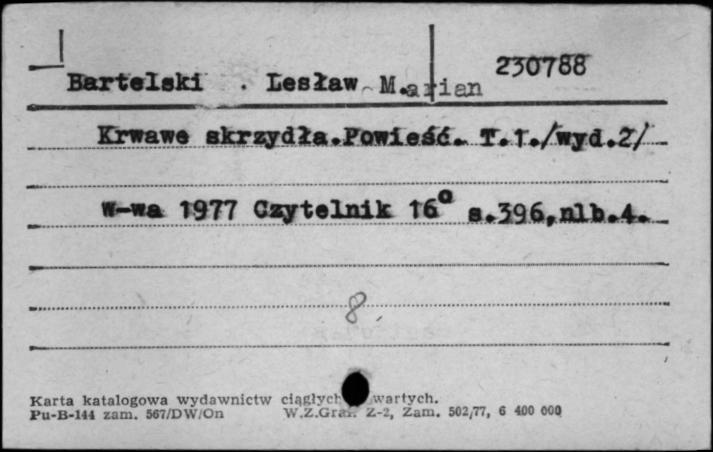 230788
Bartelski . Lesław M.arian
Krwawe skrzydła.Powieść. T.1./wyd.2/
W-wa 1977 Czytelnik 16° s.396,nlb.4.
8
Karta katalogowa wydawnictw ciągłych wartych.
Pu-B-144 zam. 567/DW/On W.Z.Graf. Z-2, Zam. 502/77, 6 400 000